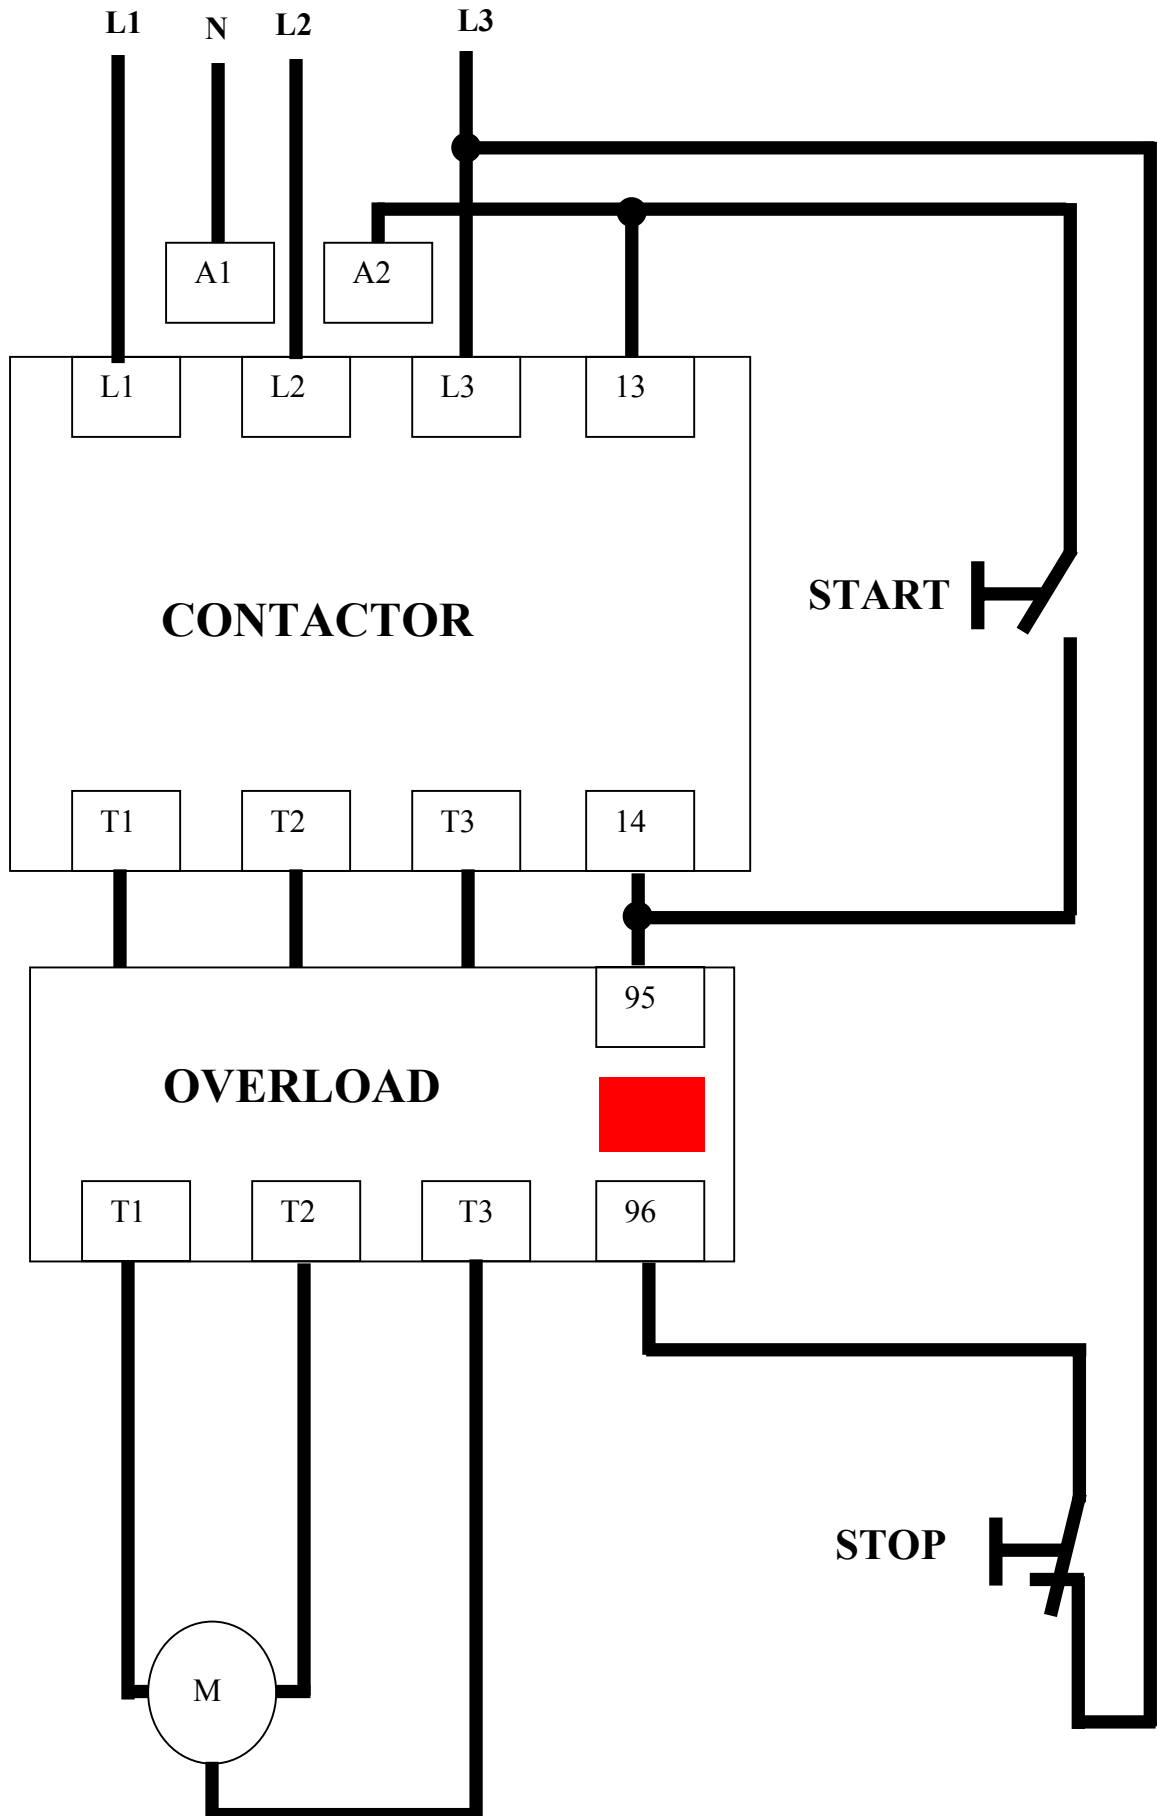 L1 N L2 L3
A1 A2
L1 L2 L3 13
START
CONTACTOR
T1 T2 T3 14
95
OVERLOAD
T1 T2 T3 96
STOP
M